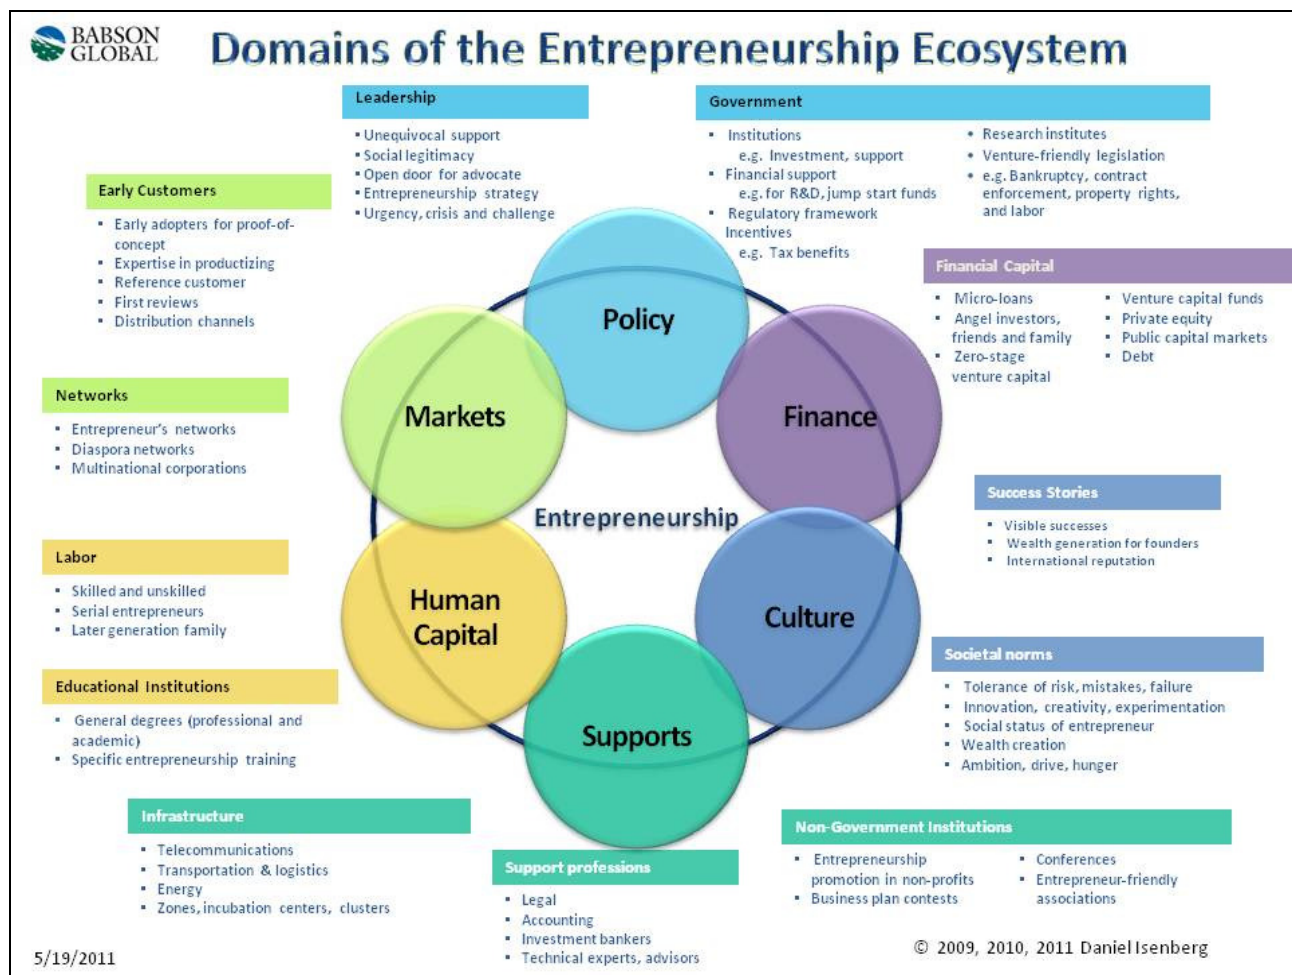 BABSON
GLOBAL
Domains of the Entrepreneurship Ecosystem
Leadership
▪ Unequivocal support
▪ Social legitimacy
▪ Open door for advocate
▪ Entrepreneurship strategy
▪ Urgency, crisis and challenge
Government
▪ Institutions
e.g. Investment, support
▪ Financial support
e.g. for R&D, jump start funds
▪ Regulatory framework
Incentives
e.g. Tax benefits
• Research institutes
• Venture-friendly legislation
• e.g. Bankruptcy, contract
enforcement, property rights,
and labor
Early Customers
▪ Early adopters for proof-of-
concept
▪ Expertise in productizing
▪ Reference customer
▪ First reviews
▪ Distribution channels
Financial Capital
▪ Micro-loans
▪ Angel investors,
friends and family
▪ Zero-stage
venture capital
▪ Venture capital funds
▪ Private equity
▪ Public capital markets
▪ Debt
Networks
▪ Entrepreneur's networks
▪ Diaspora networks
▪ Multinational corporations
Policy
Markets
Finance
Entrepreneurship
Human
Capital
Culture
Supports
Success Stories
▪ Visible successes
▪ Wealth generation for founders
▪ International reputation
Labor
▪ Skilled and unskilled
▪ Serial entrepreneurs
▪ Later generation family
Societal norms
▪ Tolerance of risk, mistakes, failure
▪ Innovation, creativity, experimentation
▪ Social status of entrepreneur
▪ Wealth creation
▪ Ambition, drive, hunger
Educational Institutions
▪ General degrees (professional and
academic)
▪ Specific entrepreneurship training
Infrastructure
▪ Telecommunications
▪ Transportation & logistics
▪ Energy
▪ Zones, incubation centers, clusters
Support professions
▪ Legal
▪ Accounting
▪ Investment bankers
▪ Technical experts, advisors
Non-Government Institutions
▪ Entrepreneurship
promotion in non-profits
▪ Business plan contests
▪ Conferences
▪ Entrepreneur-friendly
associations
5/19/2011
© 2009, 2010, 2011 Daniel Isenberg